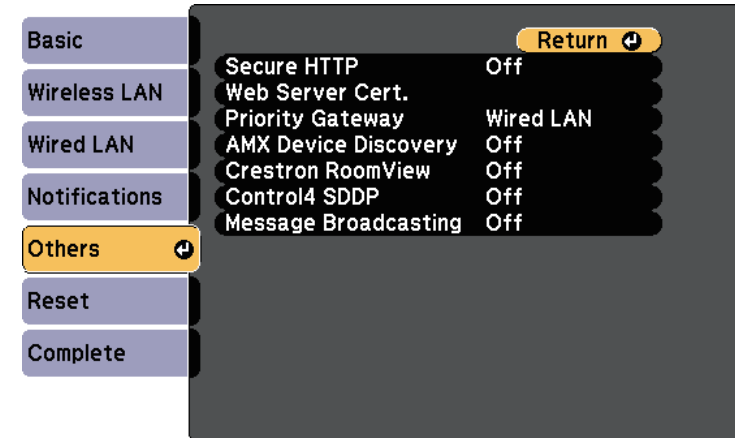 Basic
Wireless LAN
Wired LAN
Notifications
Others
Reset
Complete
Return
Secure HTTP Off
Web Server Cert.
Priority Gateway Wired LAN
AMX Device Discovery Off
Crestron RoomView Off
Control4 SDDP Off
Message Broadcasting Off